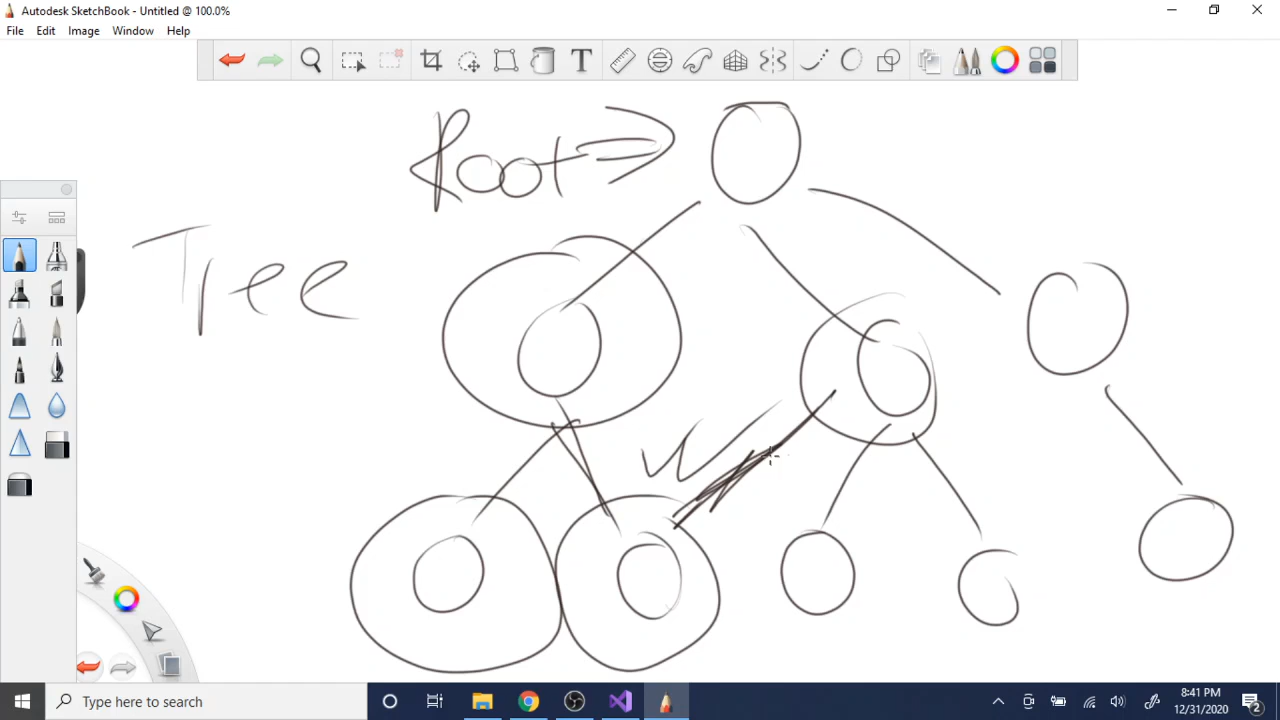 Autodesk SketchBook - Untitled @ 100.0%
File Edit Image Window Help
T
Root
Tree
W
Type here to search
8:41 PM
12/31/2020
2